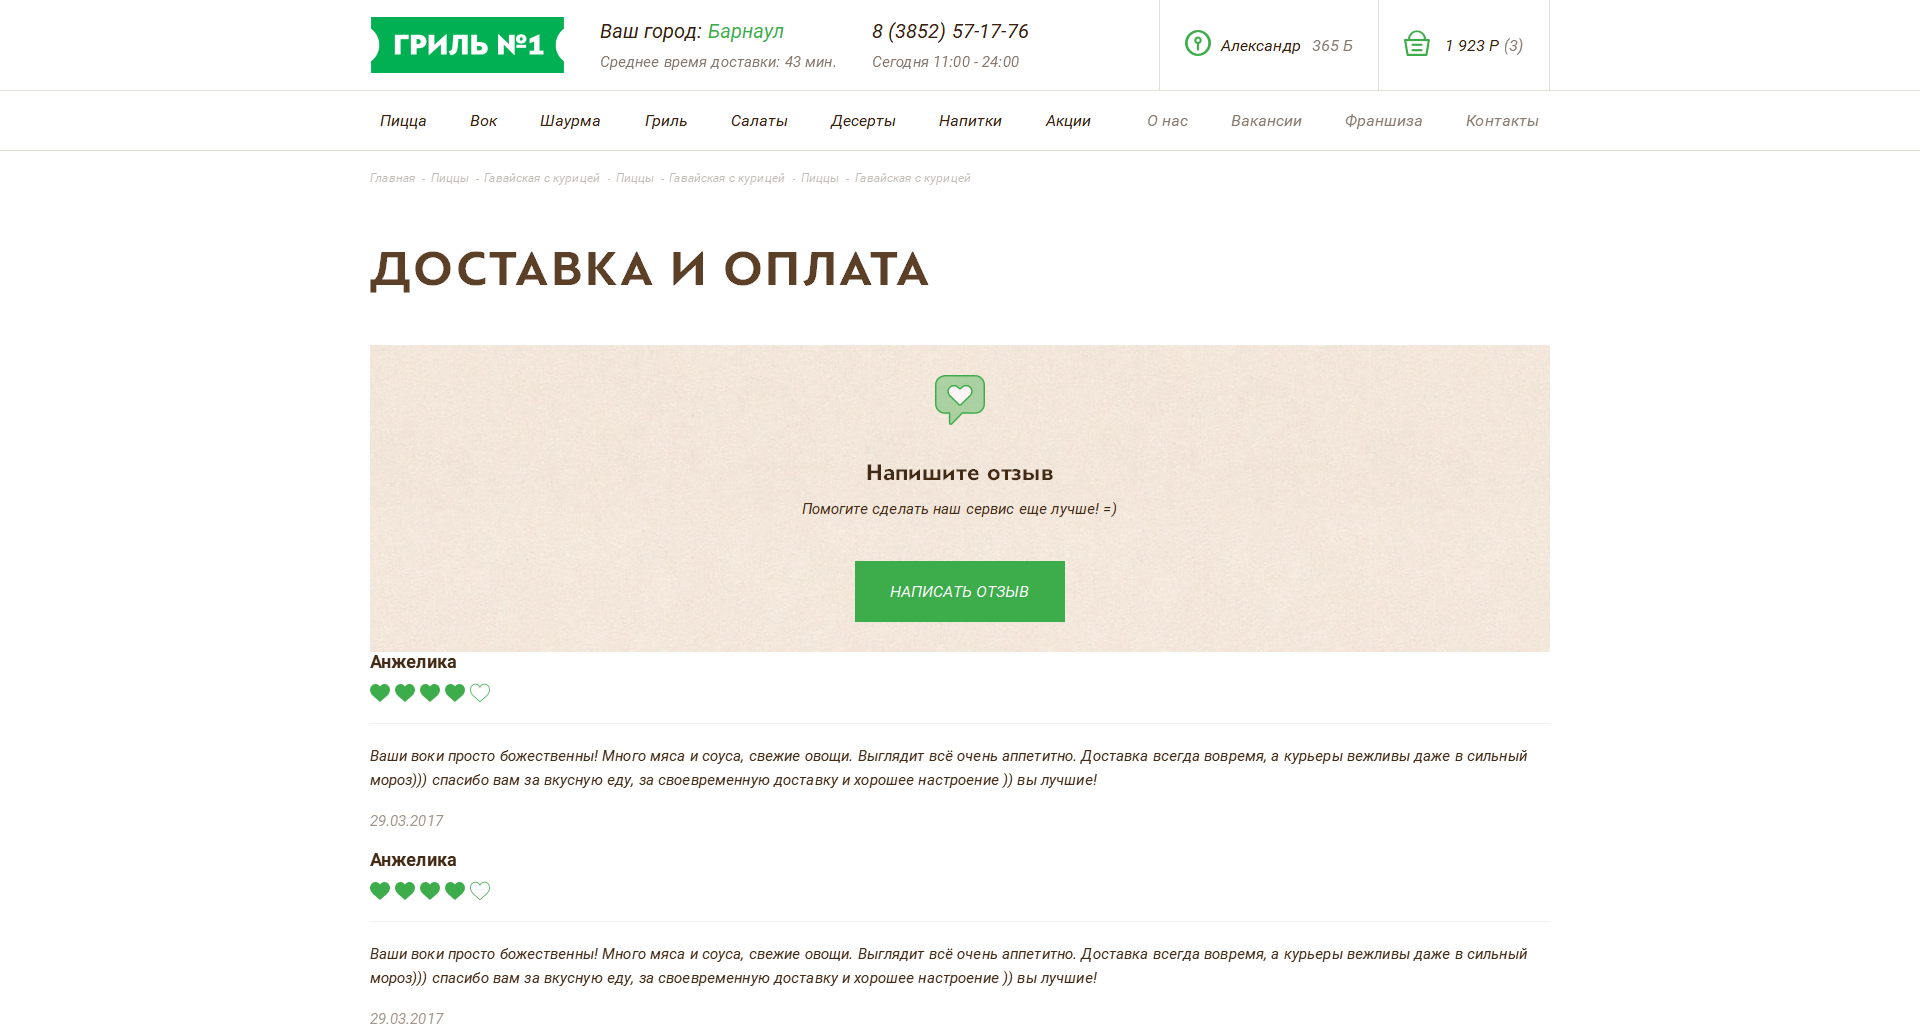 ГРИЛЬ №1
Ваш город: Барнаул
Среднее время доставки: 43 мин.
8 (3852) 57-17-76
Сегодня 11:00 - 24:00
Александр 365 Б
1 923 Р (3)
Пицца Вок Шаурма Гриль Салаты Десерты Напитки Акции О нас Вакансии Франшиза Контакты
Главная - Пиццы - Гавайская с курицей - Пиццы - Гавайская с курицей - Пиццы - Гавайская с курицей
ДОСТАВКА И ОПЛАТА
Напишите отзыв
Помогите сделать наш сервис еще лучше! =)
НАПИСАТЬ ОТЗЫВ
Анжелика
Ваши воки просто божественны! Много мяса и соуса, свежие овощи. Выглядит всё очень аппетитно. Доставка всегда вовремя, а курьеры вежливы даже в сильный
мороз))) спасибо вам за вкусную еду, за своевременную доставку и хорошее настроение )) вы лучшие!
29.03.2017
Анжелика
Ваши воки просто божественны! Много мяса и соуса, свежие овощи. Выглядит всё очень аппетитно. Доставка всегда вовремя, а курьеры вежливы даже в сильный
мороз))) спасибо вам за вкусную еду, за своевременную доставку и хорошее настроение )) вы лучшие!
29.03.2017